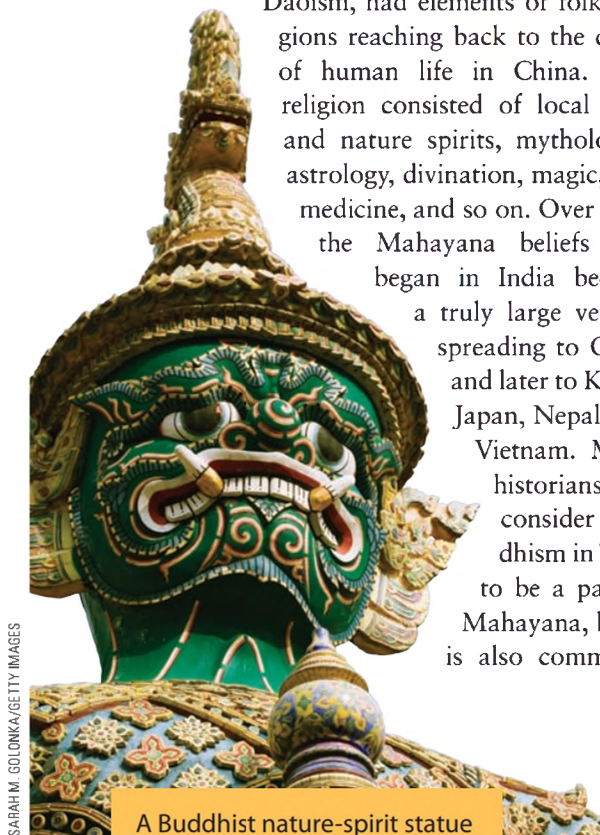 Daoism, had elements of folk
gions reaching back to the c
of human life in China.
religion consisted of local
and nature spirits, mytholo
astrology, divination, magic,
medicine, and so on. Over
the Mahayana beliefs
began in India be
a truly large ve
spreading to C
and later to K
Japan, Nepal
Vietnam. M
historians
consider
dhism in
to be a pa
Mahayana, b
is also comm
SARAH M. GOLONKA/GETTY IMAGES
A Buddhist nature-spirit statue